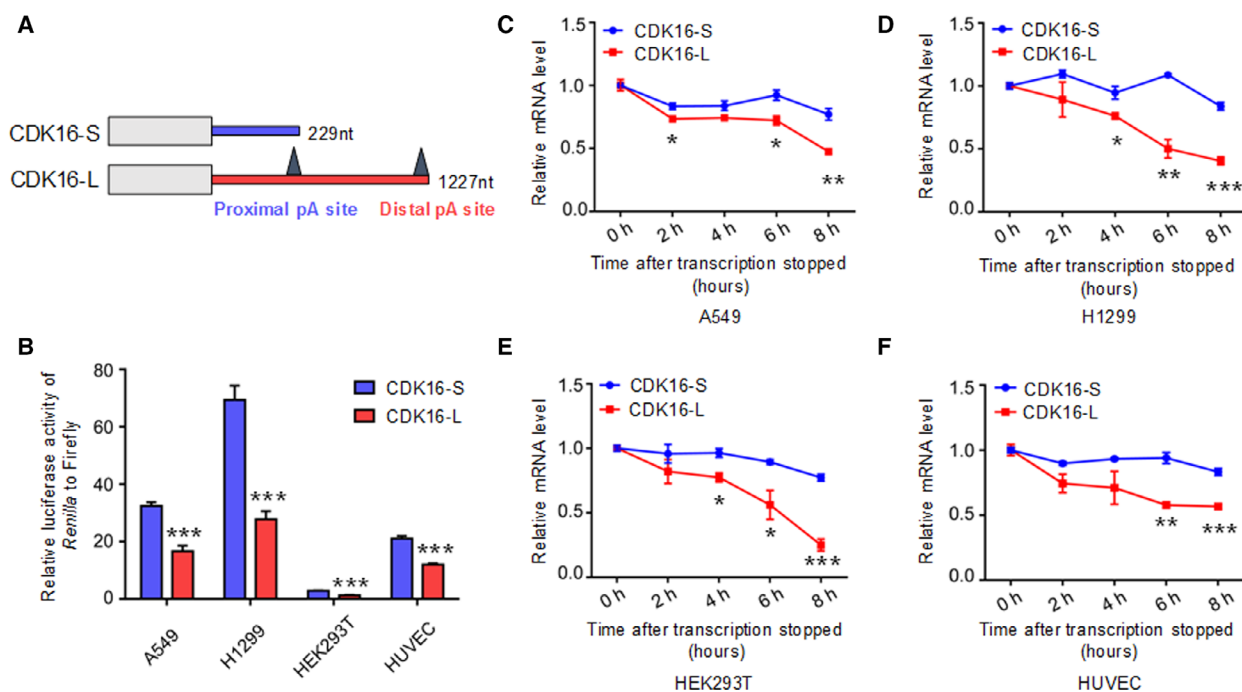 A
CDK16-S
229nt
CDK16-L
1227nt
Proximal pA site
Distal pA site
B
Relative luciferase activity of
Renilla to Firefly
80
60
40
20
0
CDK16-S
CDK16-L
***
***
***
***
A549
H1299
HEK293T
HUVEC
C
Relative mRNA level
1.5
1.0
0.5
0.0
CDK16-S
CDK16-L
*
*
**
0 h
2 h
4 h
6 h
8 h
Time after transcription stopped
(hours)
A549
D
Relative mRNA level
1.5
1.0
0.5
0.0
CDK16-S
CDK16-L
*
**
***
0 h
2 h
4 h
6 h
8 h
Time after transcription stopped
(hours)
H1299
E
Relative mRNA level
1.5
1.0
0.5
0.0
CDK16-S
CDK16-L
*
*
***
0 h
2 h
4 h
6 h
8 h
Time after transcription stopped
(hours)
HEK293T
F
Relative mRNA level
1.5
1.0
0.5
0.0
CDK16-S
CDK16-L
**
***
0 h
2 h
4 h
6 h
8 h
Time after transcription stopped
(hours)
HUVEC